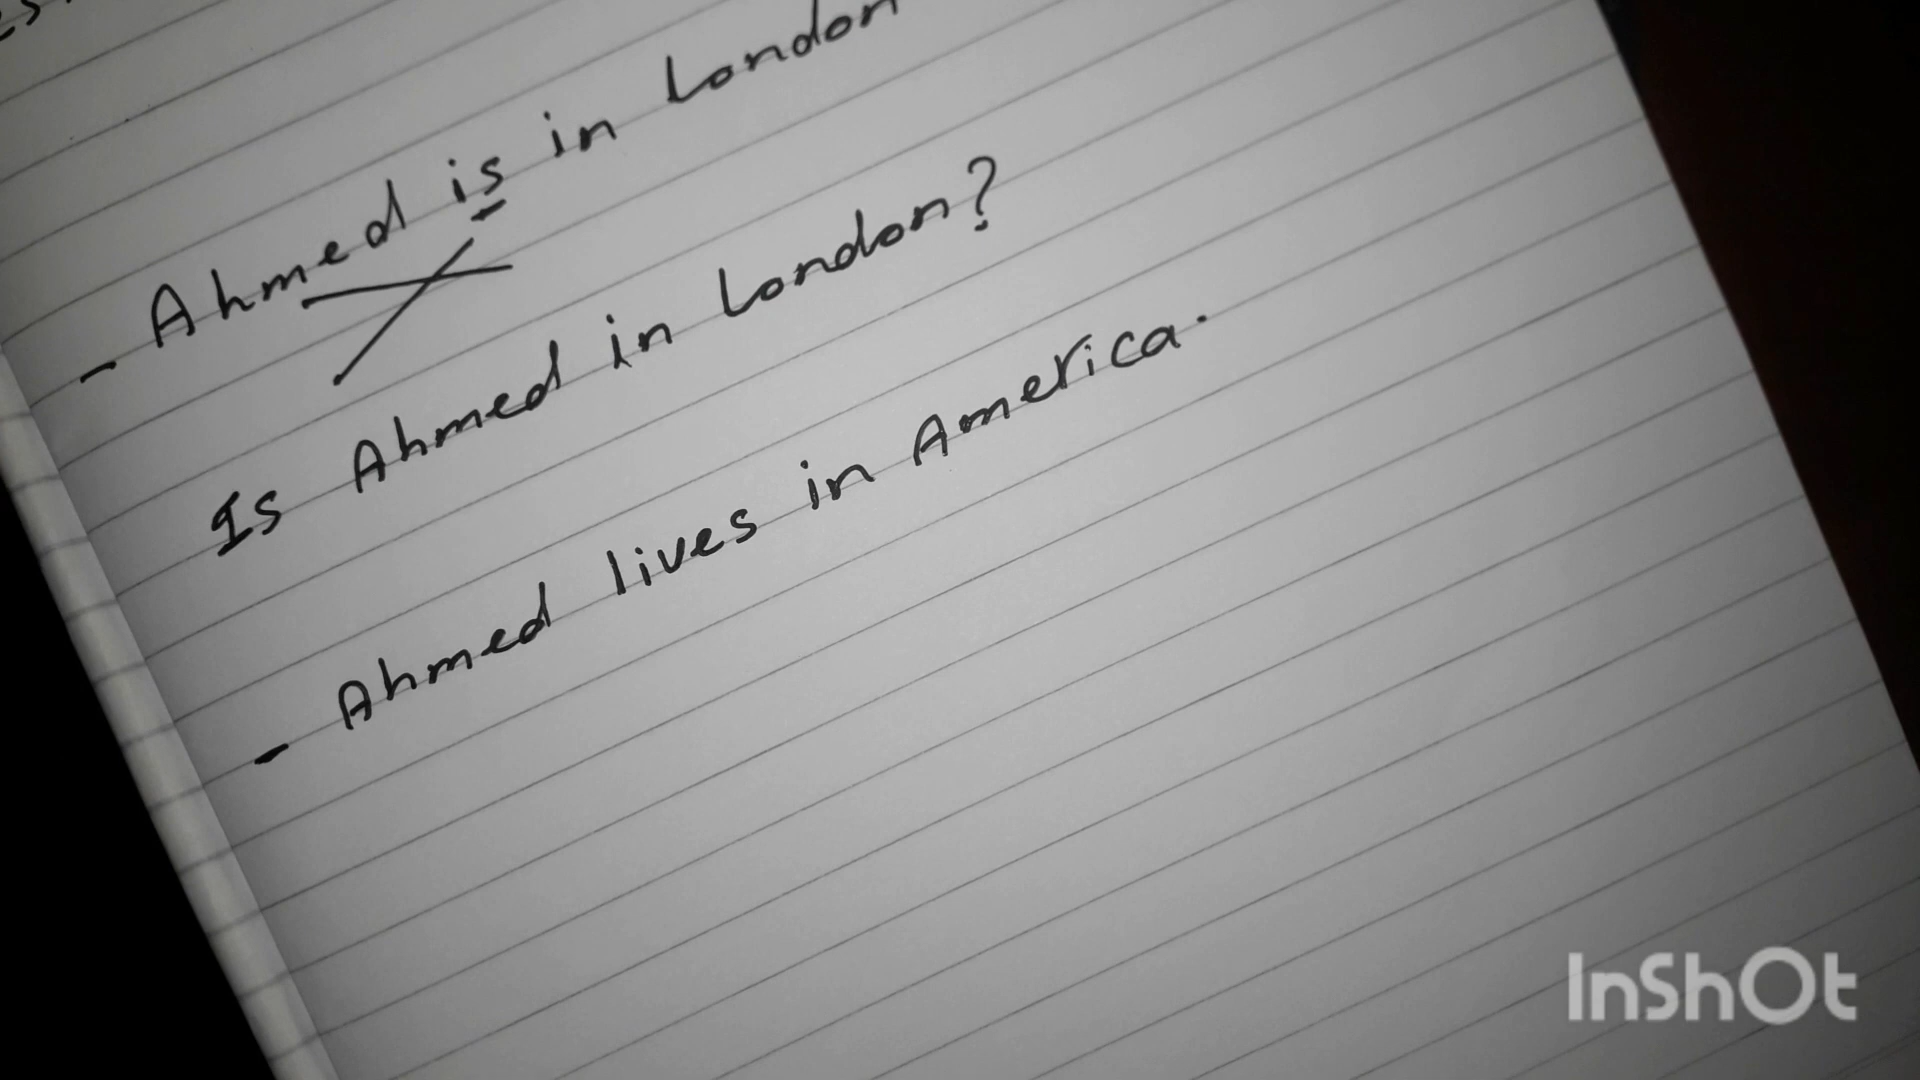 - Ahmed is in London
Is Ahmed in London?
- Ahmed lives in America.
InShOt